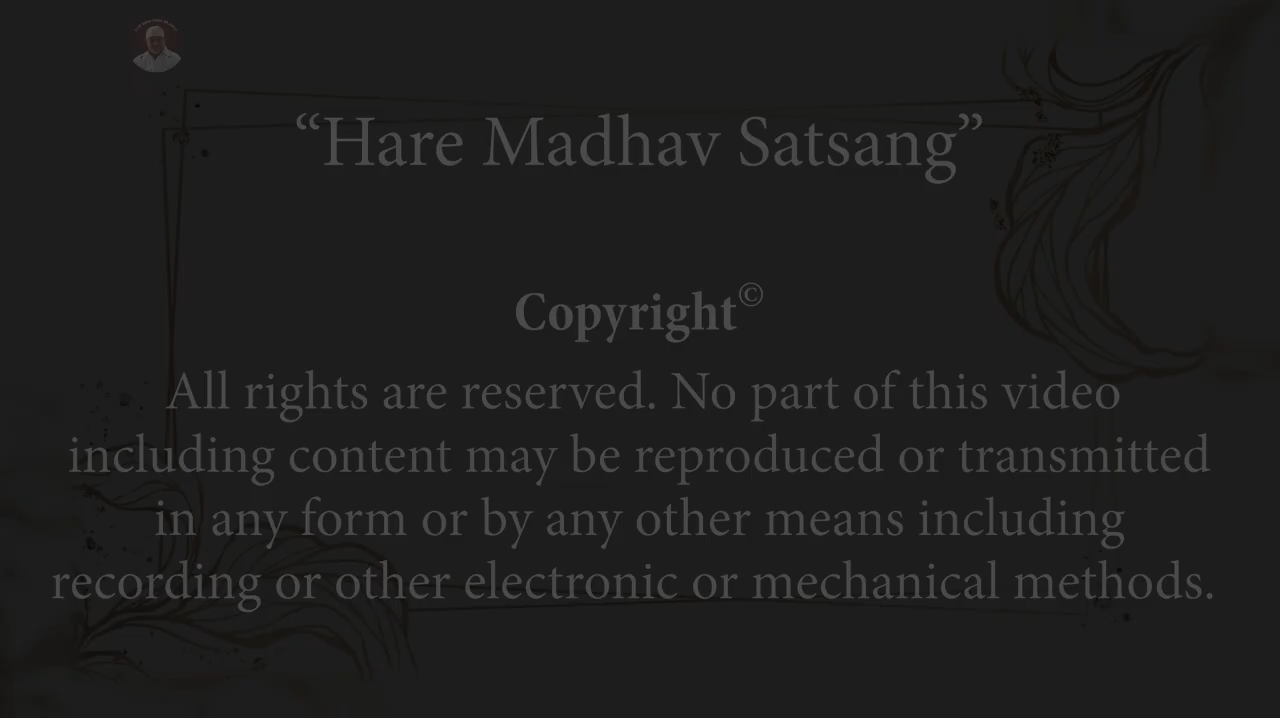 “Hare Madhav Satsang”
Copyright©
All rights are reserved. No part of this video
including content may be reproduced or transmitted
in any form or by any other means including
recording or other electronic or mechanical methods.